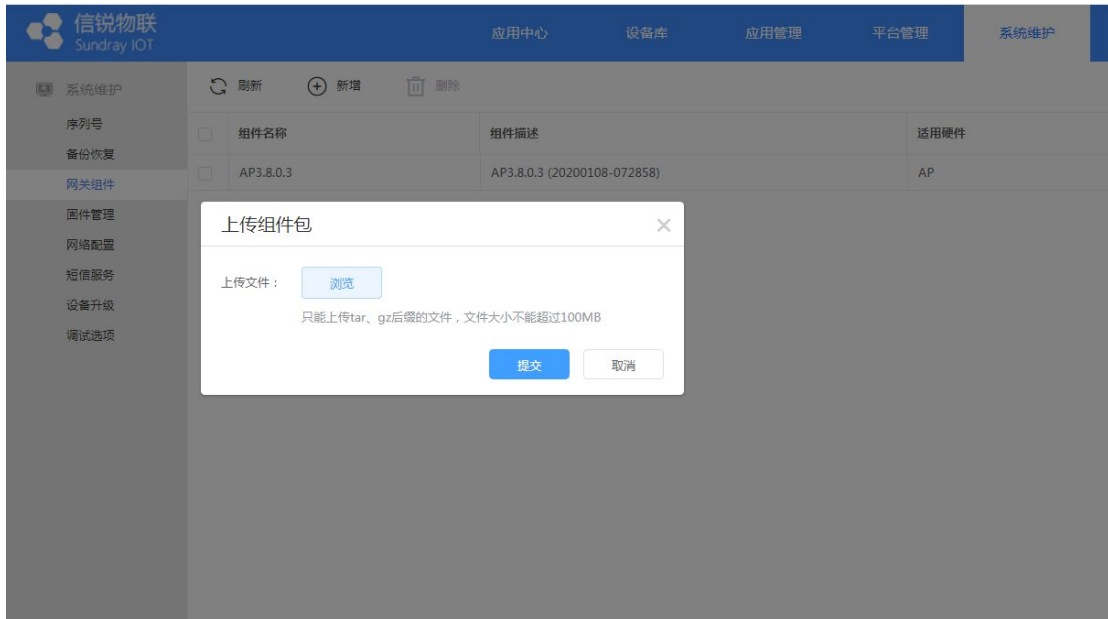 信锐物联
Sundray IOT
应用中心 设备库 应用管理 平台管理 系统维护
系统维护
序列号
备份恢复
网关组件
固件管理
网络配置
短信服务
设备升级
调试选项
刷新 新增 删除
组件名称 组件描述 适用硬件
AP3.8.0.3 AP3.8.0.3 (20200108-072858) AP
上传组件包
上传文件： 浏览
只能上传tar、gz后缀的文件，文件大小不能超过100MB
提交 取消